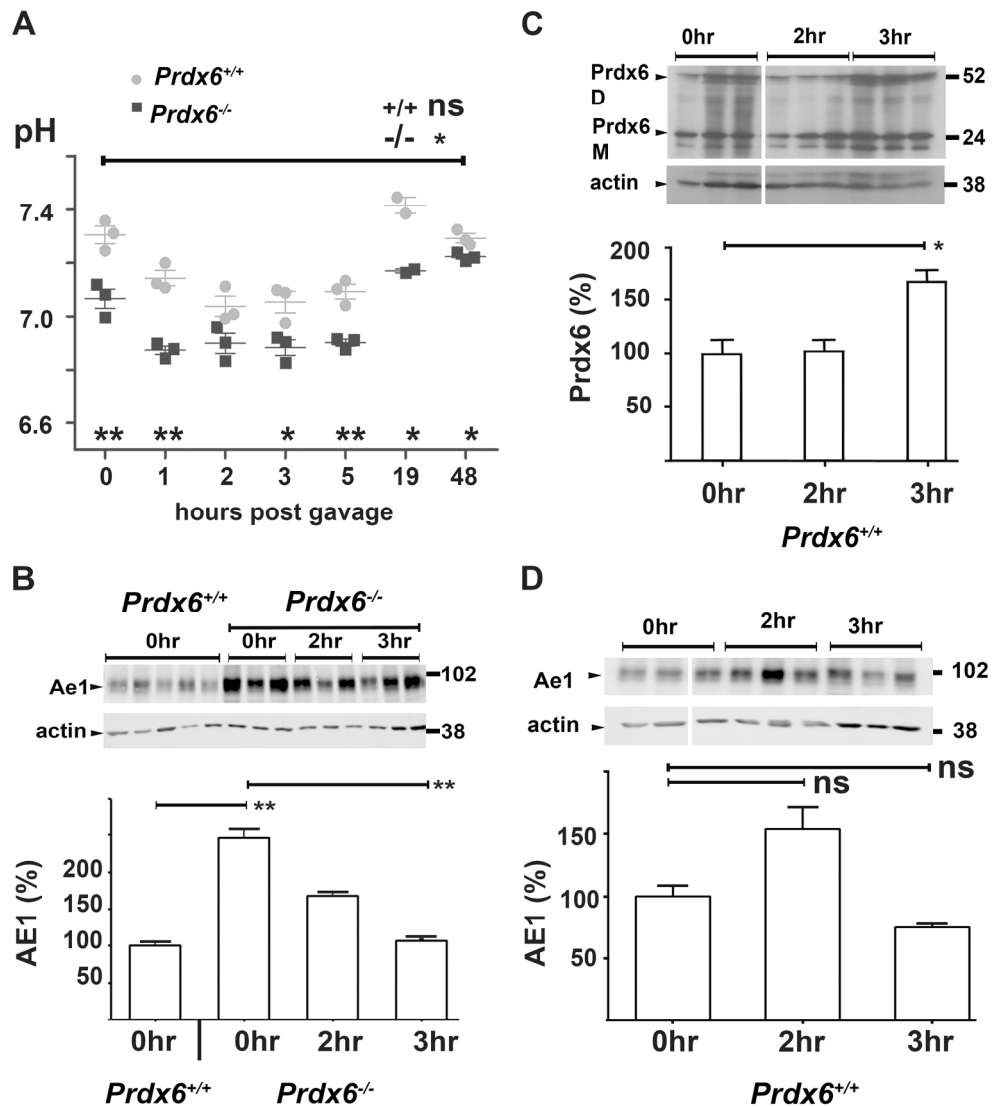 A
Prdx6+/+
Prdx6-/-
+/+ ns
-/- *
pH
7.4
7.0
6.6
** ** * ** * *
0 1 2 3 5 19 48
hours post gavage
B
Prdx6+/+ Prdx6-/-
0hr 0hr 2hr 3hr
Ae1 102
actin 38
**
**
AE1 (%)
200
150
100
50
0hr 0hr 2hr 3hr
Prdx6+/+ Prdx6-/-
C
0hr 2hr 3hr
Prdx6 52
D
Prdx6 24
M
actin 38
*
Prdx6 (%)
200
150
100
50
0hr 2hr 3hr
Prdx6+/+
D
0hr 2hr 3hr
Ae1 102
actin 38
ns
ns
AE1 (%)
150
100
50
0hr 2hr 3hr
Prdx6+/+